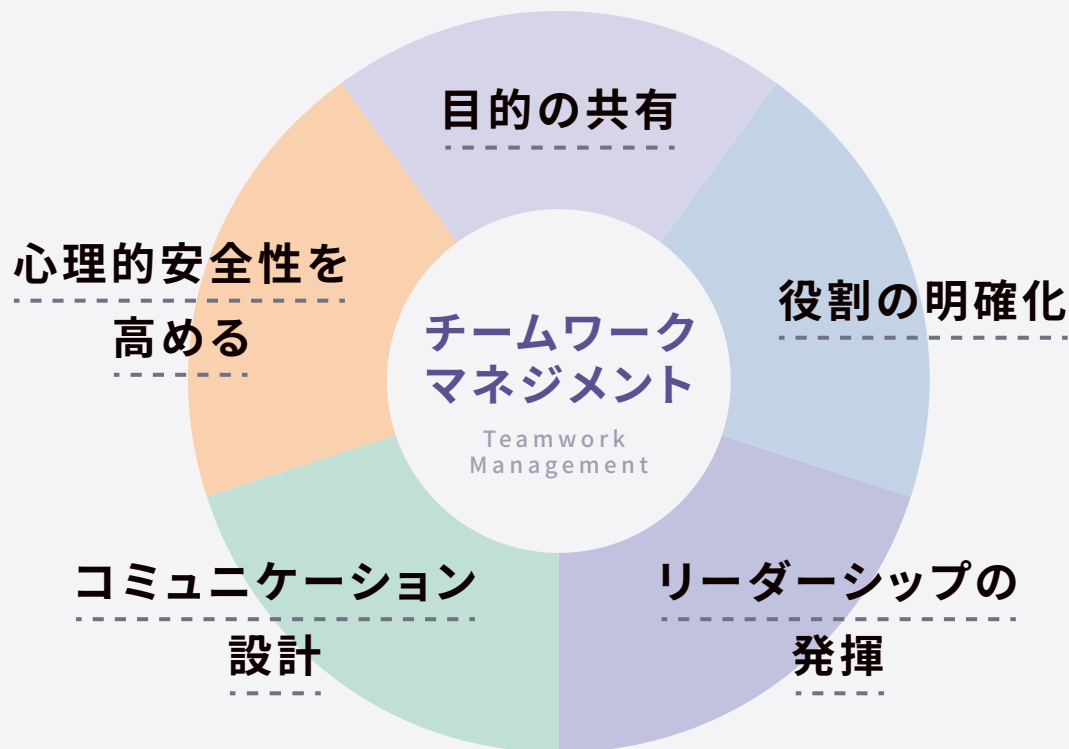 目的の共有
役割の明確化
リーダーシップの
発揮
コミュニケーション
設計
心理的安全性を
高める
チームワーク
マネジメント
Teamwork
Management